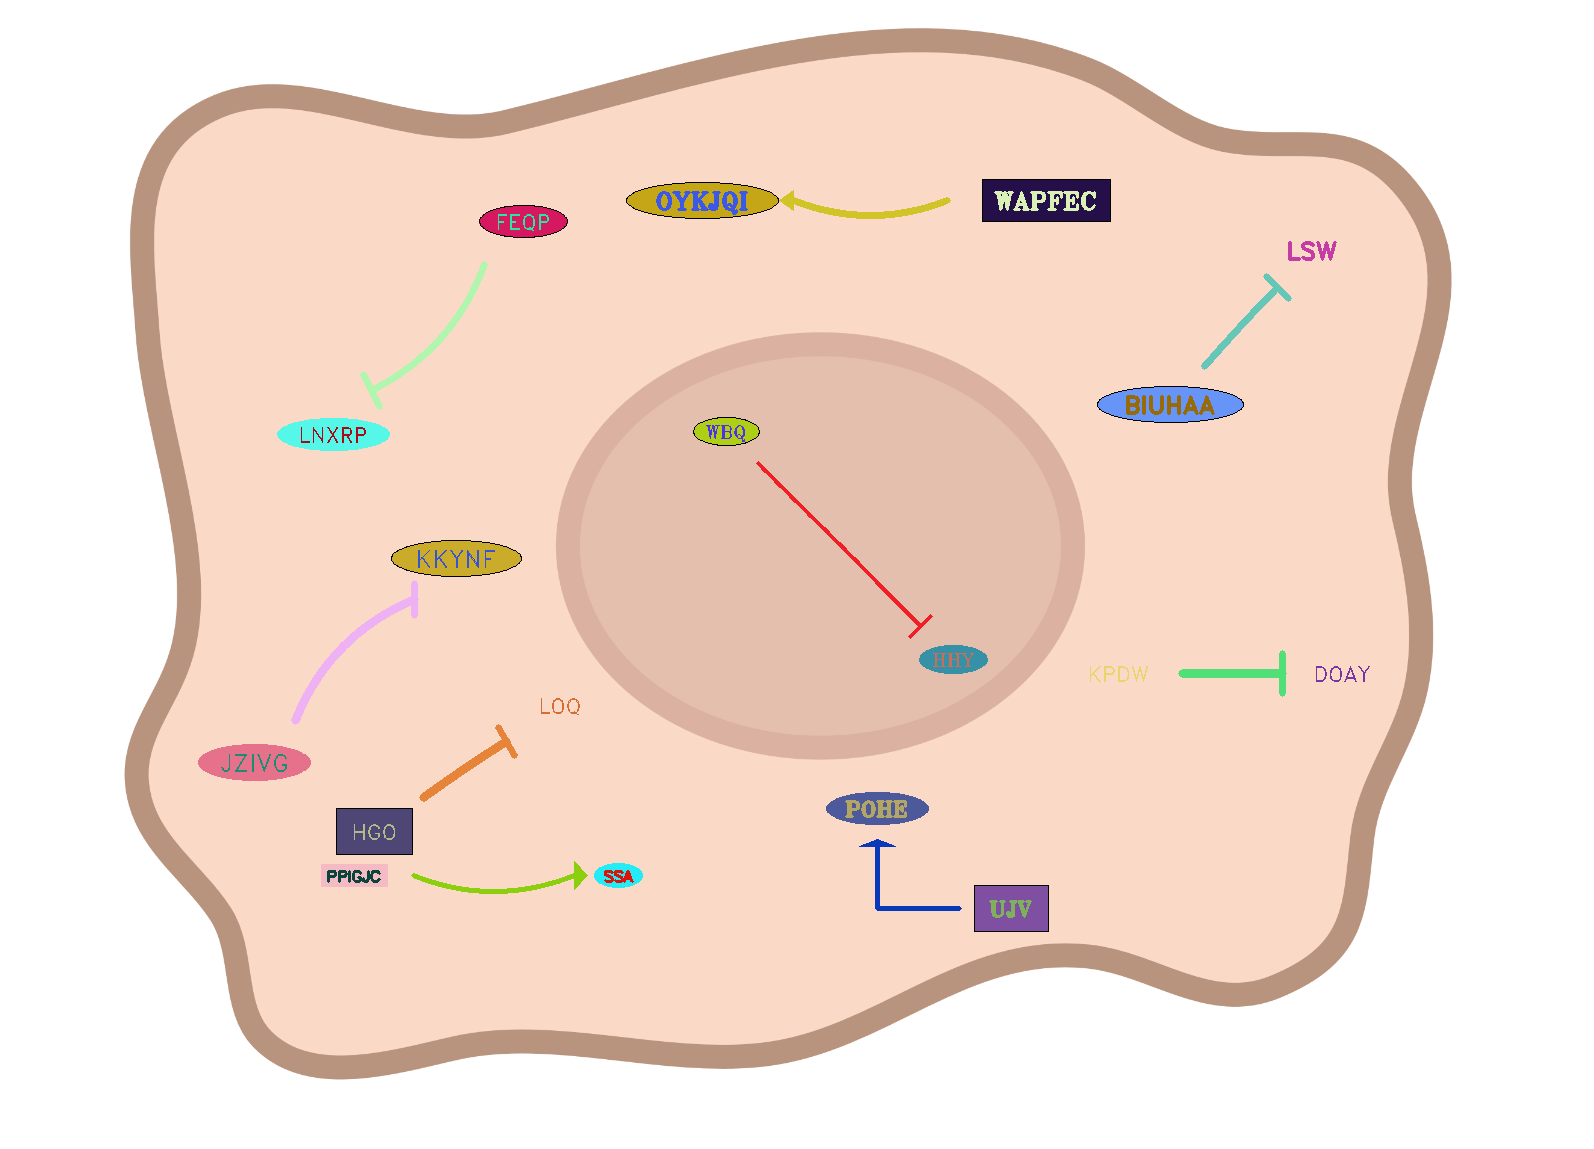 OYKJQI
WAPFEC
FEQP
LSW
BIUHAA
LNXRP
WBQ
KKYNF
HHY
KPDW
DOAY
LOQ
JZIVG
POHE
HGO
PPIGJC
SSA
UJV